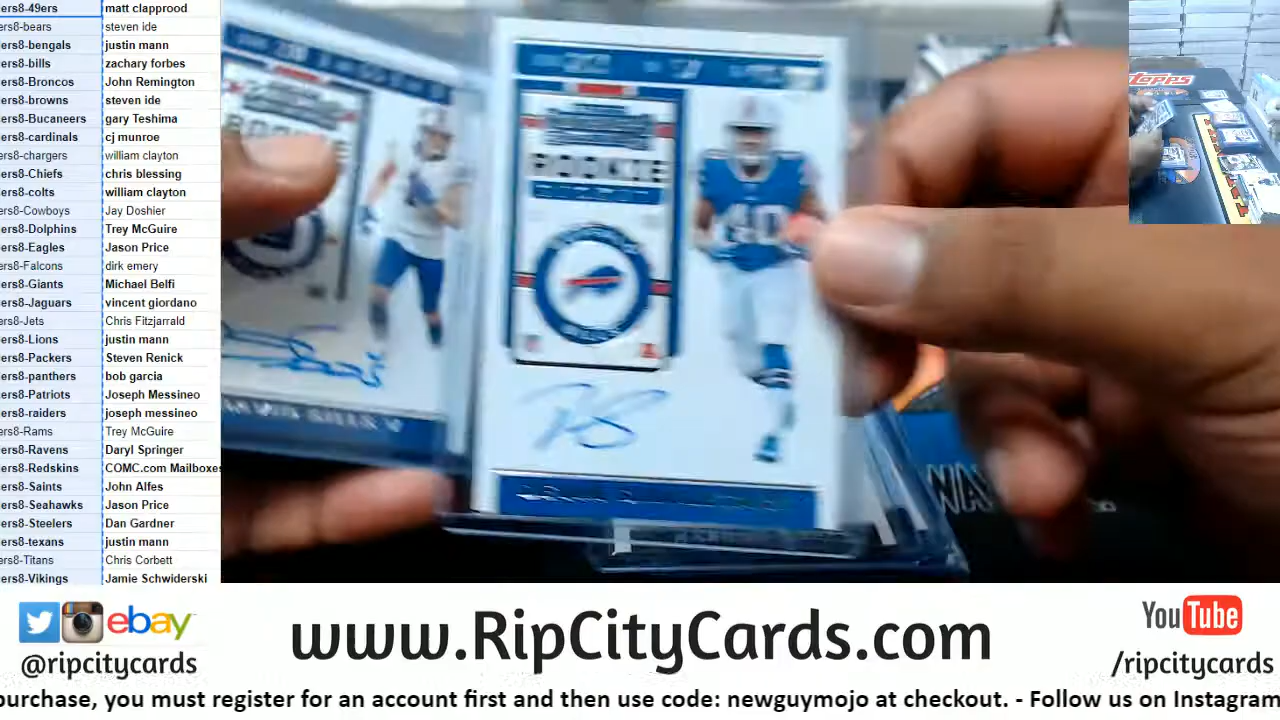 ers8-49ers matt clapprood
ers8-bears steven ide
ers8-bengals justin mann
ers8-bills zachary forbes
ers8-Broncos John Remington
ers8-browns steven ide
ers8-Bucaneers gary Teshima
ers8-cardinals cj munroe
ers8-chargers william clayton
ers8-Chiefs chris blessing
ers8-colts william clayton
ers8-Cowboys Jay Doshier
ers8-Dolphins Trey McGuire
ers8-Eagles Jason Price
ers8-Falcons dirk emery
ers8-Giants Michael Belfi
ers8-Jaguars vincent giordano
ers8-Jets Chris Fitzjarrald
ers8-Lions justin mann
ers8-Packers Steven Renick
ers8-panthers bob garcia
ers8-Patriots Joseph Messineo
ers8-raiders joseph messineo
ers8-Rams Trey McGuire
ers8-Ravens Daryl Springer
ers8-Redskins COMC.com Mailboxes
ers8-Saints John Alfes
ers8-Seahawks Jason Price
ers8-Steelers Dan Gardner
ers8-texans justin mann
ers8-Titans Chris Corbett
ers8-Vikings Jamie Schwiderski
ROOKIE
40
Topps
ebay
@ripcitycards
www.RipCityCards.com
YouTube
/ripcitycards
purchase, you must register for an account first and then use code: newguymojo at checkout. - Follow us on Instagram